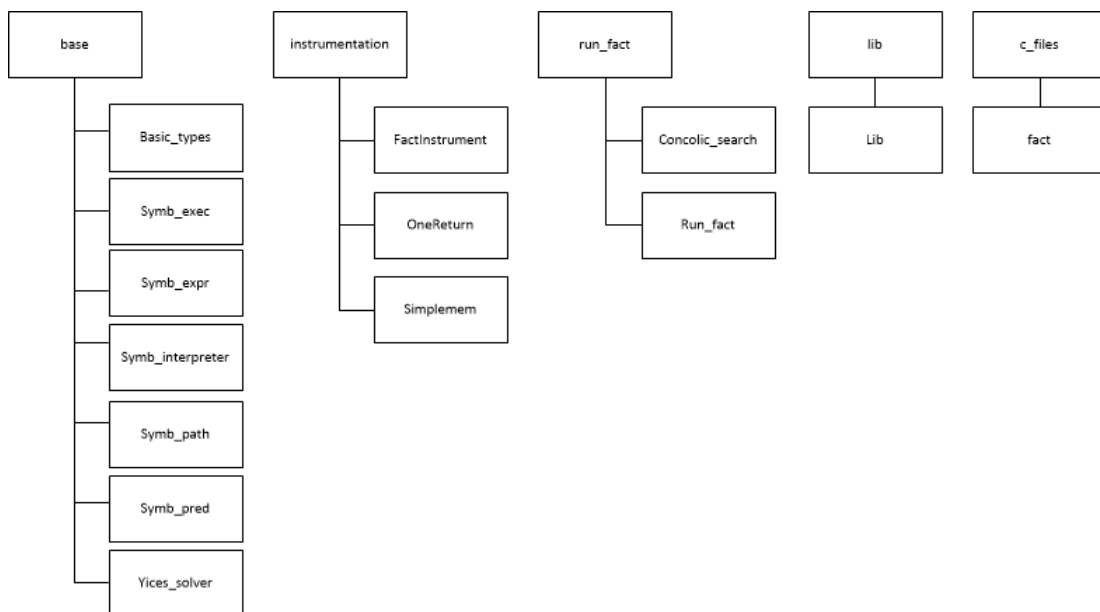 base
Basic_types
Symb_exec
Symb_expr
Symb_interpreter
Symb_path
Symb_pred
Yices_solver
instrumentation
FactInstrument
OneReturn
Simplemem
run_fact
Concolic_search
Run_fact
lib
Lib
c_files
fact